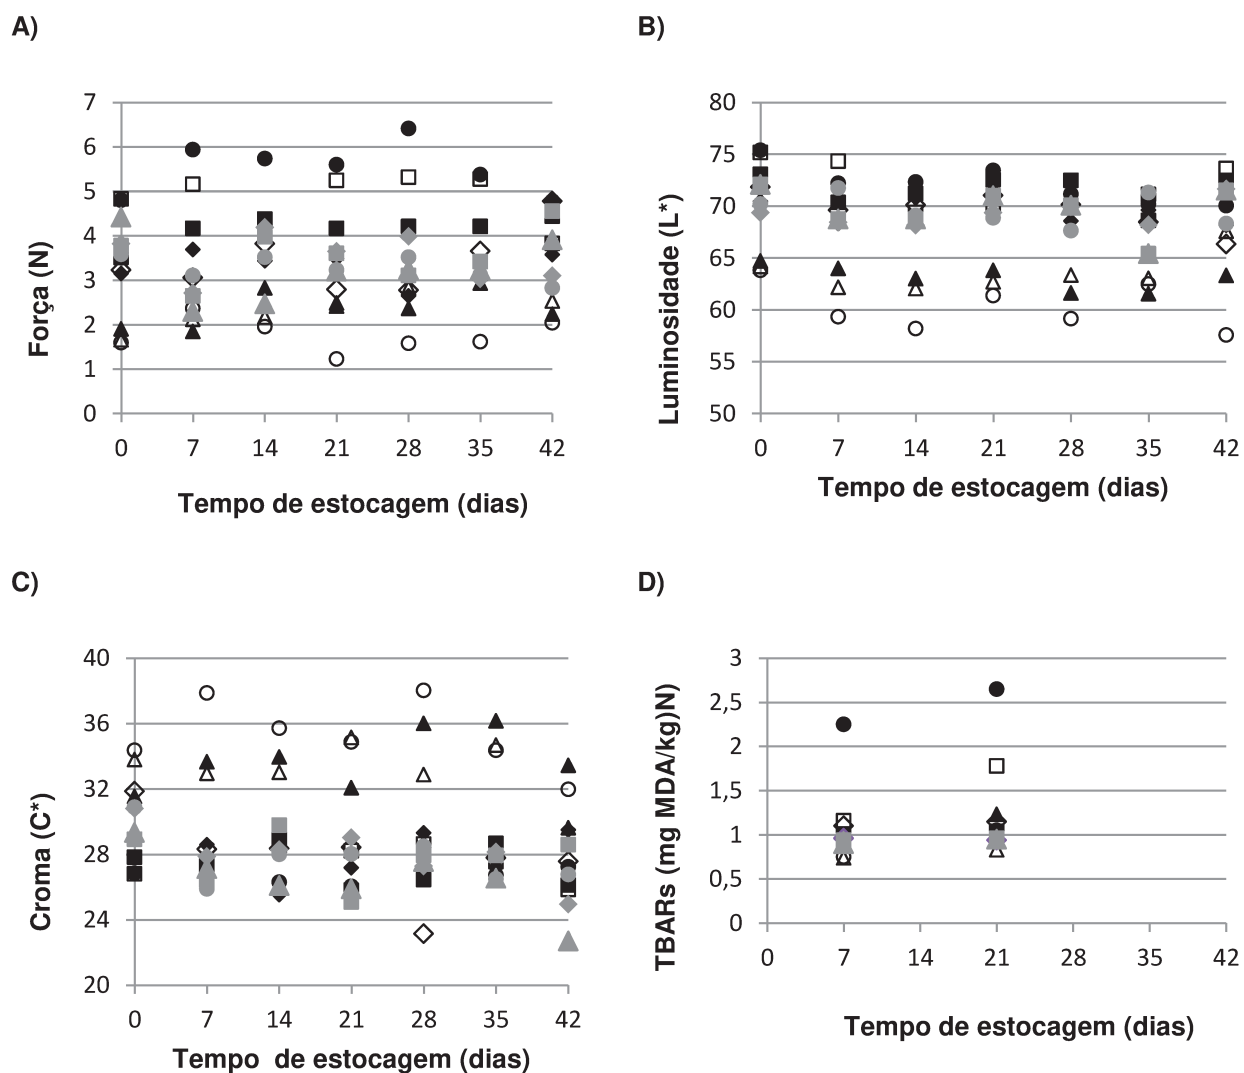 A)
B)
7
6
5
4
3
2
1
0
Força (N)
0 7 14 21 28 35 42
Tempo de estocagem (dias)
80
75
70
65
60
55
50
Luminosidade (L*)
0 7 14 21 28 35 42
Tempo de estocagem (dias)
C)
D)
40
36
32
28
24
20
Croma (C*)
0 7 14 21 28 35 42
Tempo de estocagem (dias)
3
2,5
2
1,5
1
0,5
0
TBARs (mg MDA/kg)N)
0 7 14 21 28 35 42
Tempo de estocagem (dias)